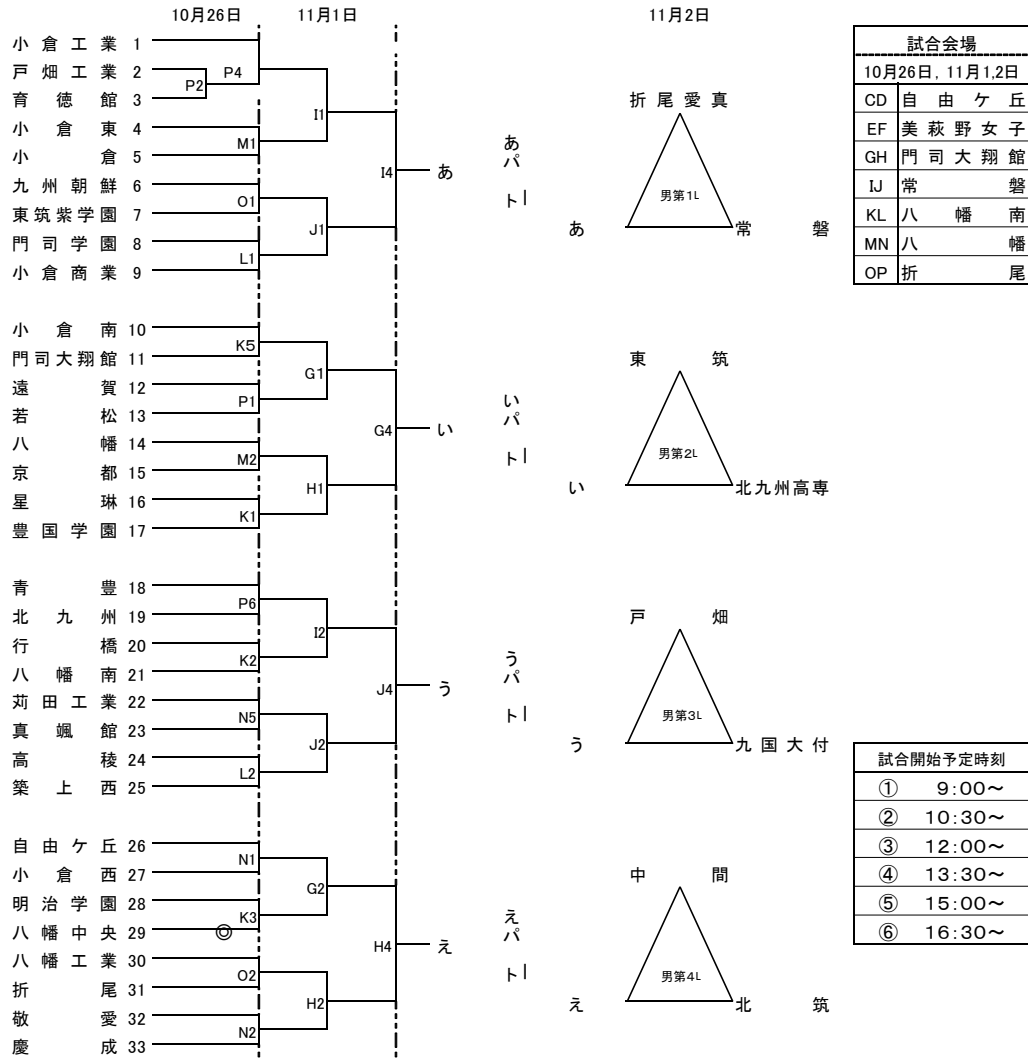 10月26日 11月1日 11月2日
小倉工業 1
戸畑工業 2
育徳館 3
小倉東 4
小倉 5
九州朝鮮 6
東筑紫学園 7
門司学園 8
小倉商業 9
P2
P4
M1
O1
L1
I1
J1
I4
あ
小倉南 10
門司大翔館 11
遠賀 12
若松 13
八幡 14
京都 15
星琳 16
豊国学園 17
K5
P1
M2
K1
G1
H1
G4
い
青豊 18
北九州 19
行橋 20
八幡南 21
苅田工業 22
真颯館 23
高稜 24
築上西 25
P6
K2
N5
L2
I2
J2
J4
う
自由ケ丘 26
小倉西 27
明治学園 28
八幡中央 29 ◎
八幡工業 30
折尾 31
敬愛 32
慶成 33
N1
K3
O2
N2
G2
H2
H4
え
あパート
折尾愛真
男第1L
あ 常磐
いパート
東筑
男第2L
い 北九州高専
うパート
戸畑
男第3L
う 九国大付
えパート
中間
男第4L
え 北筑
試合会場
10月26日, 11月1,2日
CD 自由ケ丘
EF 美萩野女子
GH 門司大翔館
IJ 常磐
KL 八幡南
MN 八幡
OP 折尾
試合開始予定時刻
① 9:00～
② 10:30～
③ 12:00～
④ 13:30～
⑤ 15:00～
⑥ 16:30～